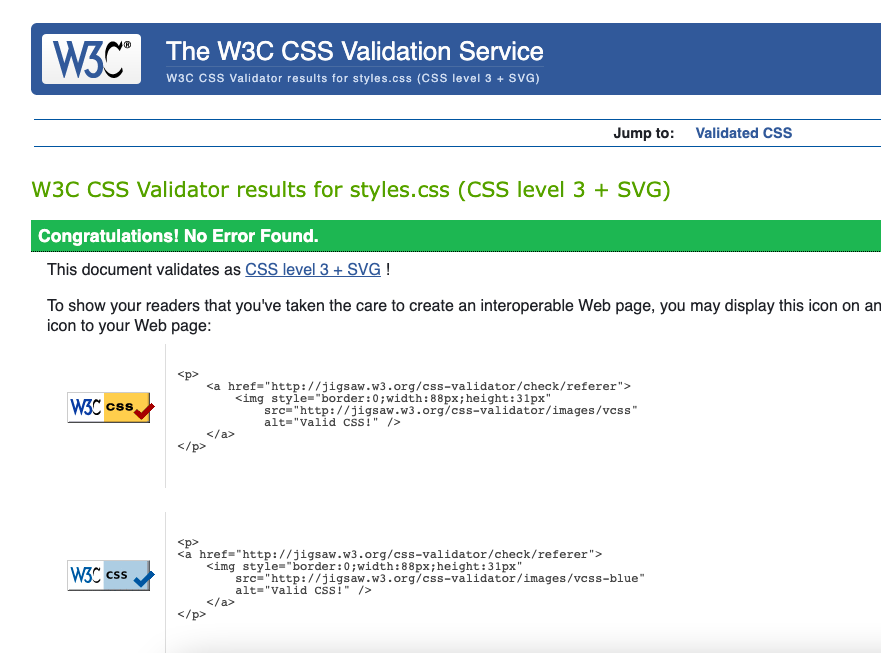 W3C®
The W3C CSS Validation Service
W3C CSS Validator results for styles.css (CSS level 3 + SVG)
Jump to: Validated CSS
W3C CSS Validator results for styles.css (CSS level 3 + SVG)
Congratulations! No Error Found.
This document validates as CSS level 3 + SVG !
To show your readers that you've taken the care to create an interoperable Web page, you may display this icon on an
icon to your Web page:
W3C css
<p>
    <a href="http://jigsaw.w3.org/css-validator/check/referer">
        <img style="border:0;width:88px;height:31px"
            src="http://jigsaw.w3.org/css-validator/images/vcss"
            alt="Valid CSS!" />
    </a>
</p>
W3C css
<p>
<a href="http://jigsaw.w3.org/css-validator/check/referer">
    <img style="border:0;width:88px;height:31px"
        src="http://jigsaw.w3.org/css-validator/images/vcss-blue"
        alt="Valid CSS!" />
    </a>
</p>